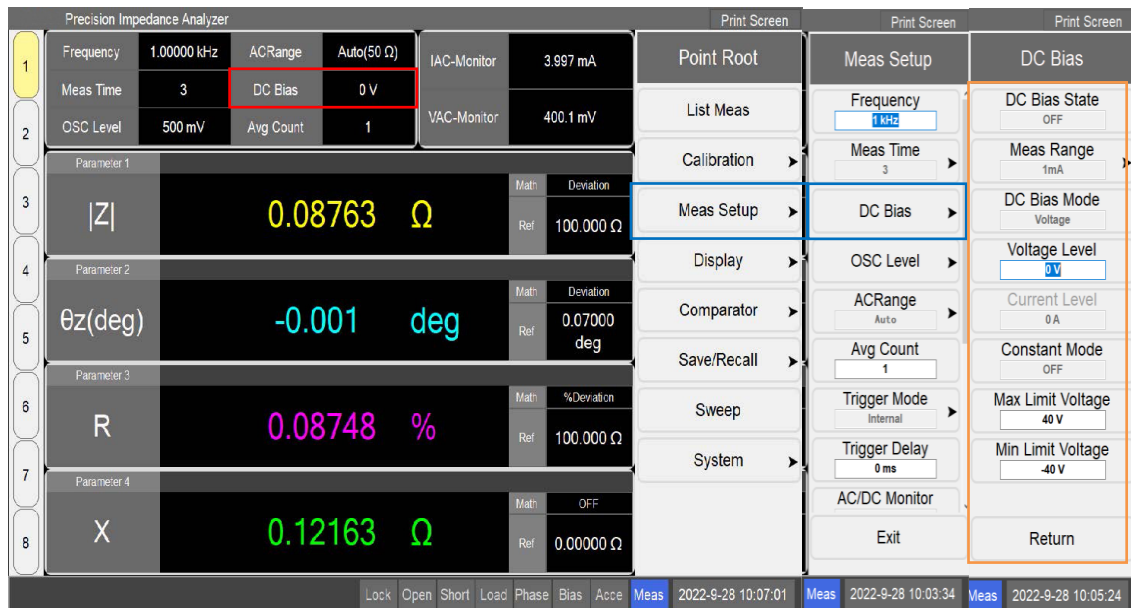 Precision Impedance Analyzer
Print Screen
Print Screen
Print Screen
1
2
3
4
5
6
7
8
Frequency 1.00000 kHz ACRange Auto(50 Ω)
Meas Time 3 DC Bias 0 V
OSC Level 500 mV Avg Count 1
IAC-Monitor 3.997 mA
VAC-Monitor 400.1 mV
Parameter 1
|Z| 0.08763 Ω
Math Deviation
Ref 100.000 Ω
Parameter 2
θz(deg) -0.001 deg
Math Deviation
Ref 0.07000
deg
Parameter 3
R 0.08748 %
Math %Deviation
Ref 100.000 Ω
Parameter 4
X 0.12163 Ω
Math OFF
Ref 0.00000 Ω
Point Root
List Meas
Calibration
Meas Setup
Display
Comparator
Save/Recall
Sweep
System
Meas Setup
Frequency
1 kHz
Meas Time
3
DC Bias
OSC Level
ACRange
Auto
Avg Count
1
Trigger Mode
Internal
Trigger Delay
0 ms
AC/DC Monitor
Exit
DC Bias
DC Bias State
OFF
Meas Range
1mA
DC Bias Mode
Voltage
Voltage Level
0 V
Current Level
0 A
Constant Mode
OFF
Max Limit Voltage
40 V
Min Limit Voltage
-40 V
Return
Lock Open Short Load Phase Bias Acce Meas 2022-9-28 10:07:01
Meas 2022-9-28 10:03:34
Meas 2022-9-28 10:05:24